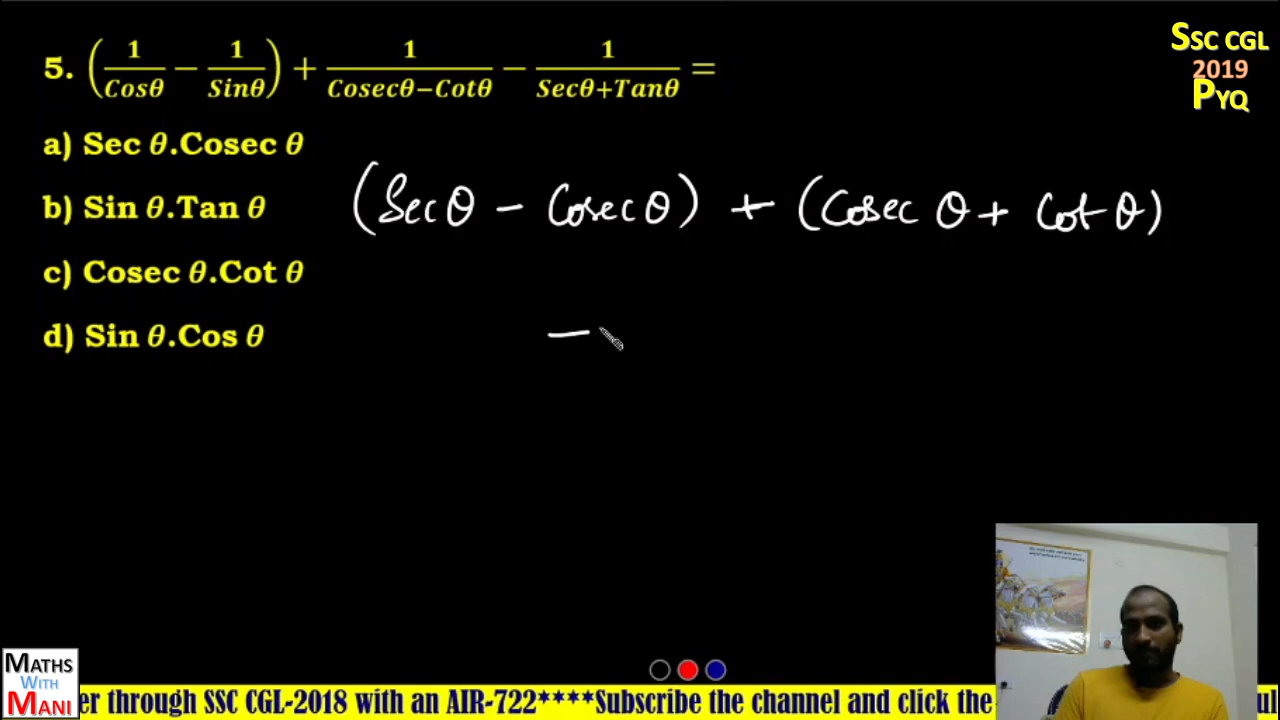 5. (1/Cosθ − 1/Sinθ) + 1/(Cosecθ−Cotθ) − 1/(Secθ+Tanθ) =
SSC CGL
2019
PYQ
a) Sec θ.Cosec θ
b) Sin θ.Tan θ
c) Cosec θ.Cot θ
d) Sin θ.Cos θ
(Sec θ − Cosec θ) + (Cosec θ + Cot θ)
−
MATHS
WITH
MANI
er through SSC CGL-2018 with an AIR-722****Subscribe the channel and click the